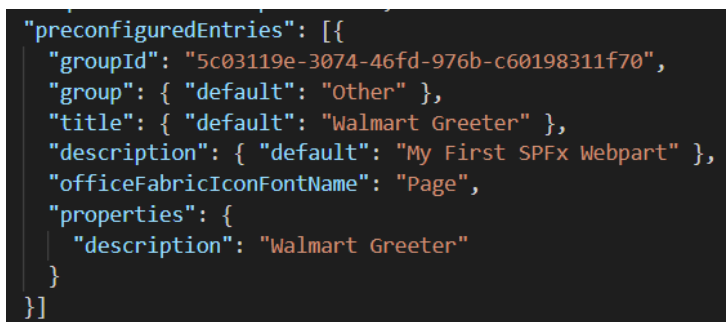 "preconfiguredEntries": [{
"groupId": "5c03119e-3074-46fd-976b-c60198311f70",
"group": { "default": "Other" },
"title": { "default": "Walmart Greeter" },
"description": { "default": "My First SPFx Webpart" },
"officeFabricIconFontName": "Page",
"properties": {
"description": "Walmart Greeter"
}
}]